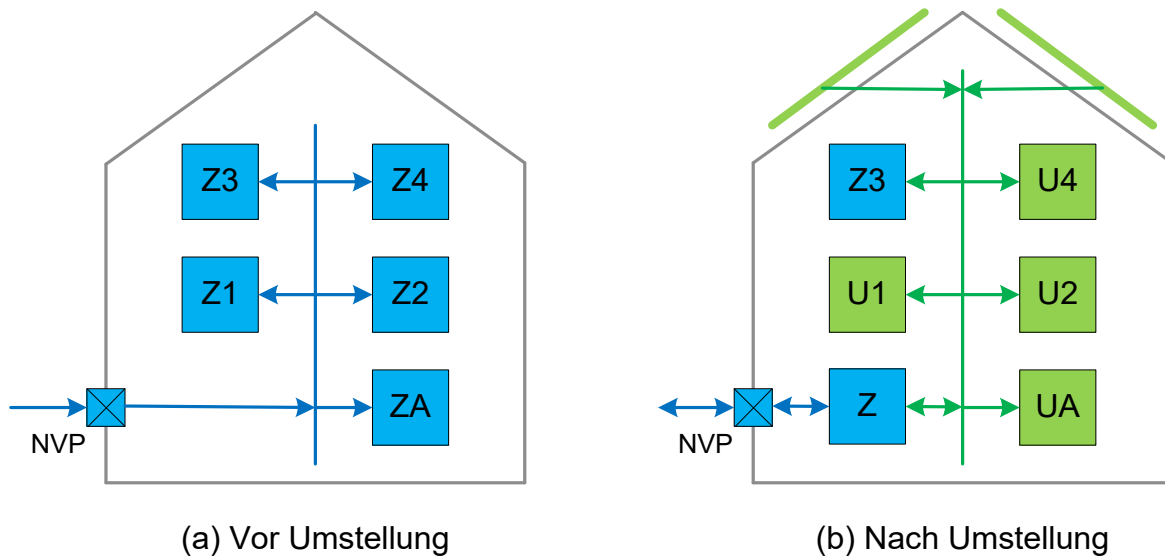 Z3 Z4
Z1 Z2
ZA
NVP
(a) Vor Umstellung
Z3 U4
U1 U2
Z UA
NVP
(b) Nach Umstellung